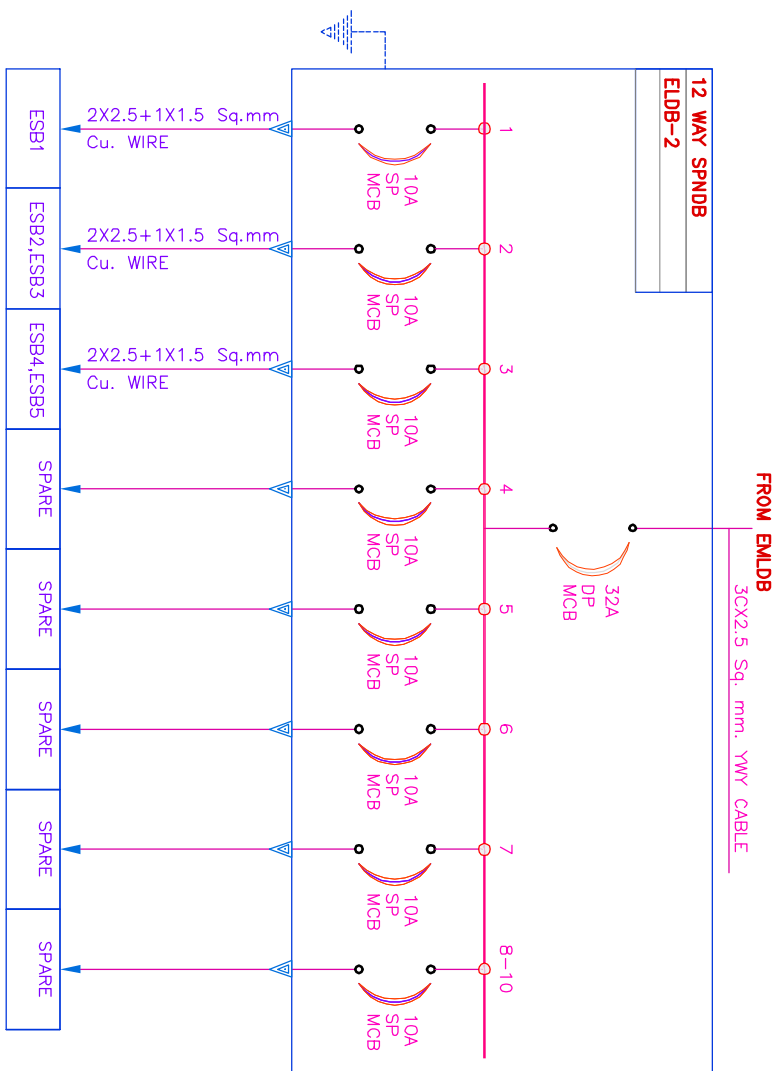 12 WAY SPNDB
ELDB-2
FROM EMLDB
3CX2.5 Sq. mm. YWY CABLE
32A
DP
MCB
1
10A
SP
MCB
2X2.5+1X1.5 Sq.mm
Cu. WIRE
ESB1
2
10A
SP
MCB
2X2.5+1X1.5 Sq.mm
Cu. WIRE
ESB2,ESB3
3
10A
SP
MCB
2X2.5+1X1.5 Sq.mm
Cu. WIRE
ESB4,ESB5
4
10A
SP
MCB
SPARE
5
10A
SP
MCB
SPARE
6
10A
SP
MCB
SPARE
7
10A
SP
MCB
SPARE
8-10
10A
SP
MCB
SPARE